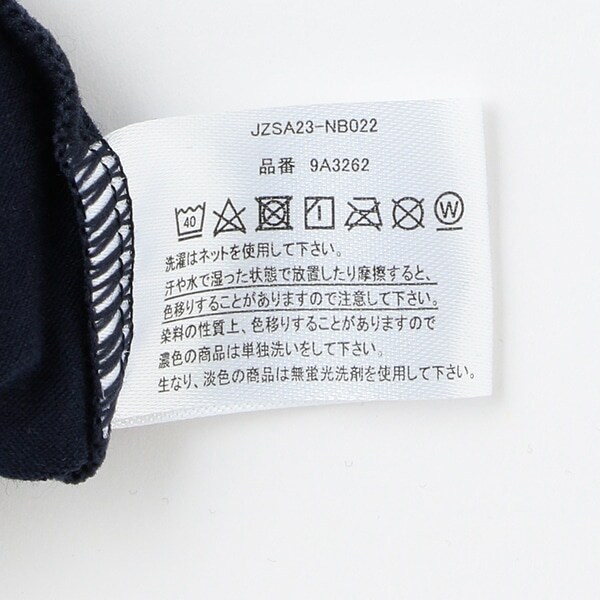 JZSA23-NB022
品番 9A3262
40 W
洗濯はネットを使用して下さい。
汗や水で湿った状態で放置したり摩擦すると、
色移りすることがありますので注意して下さい。
染料の性質上、色移りすることがありますので
濃色の商品は単独洗いをして下さい。
生なり、淡色の商品は無蛍光洗剤を使用して下さい。